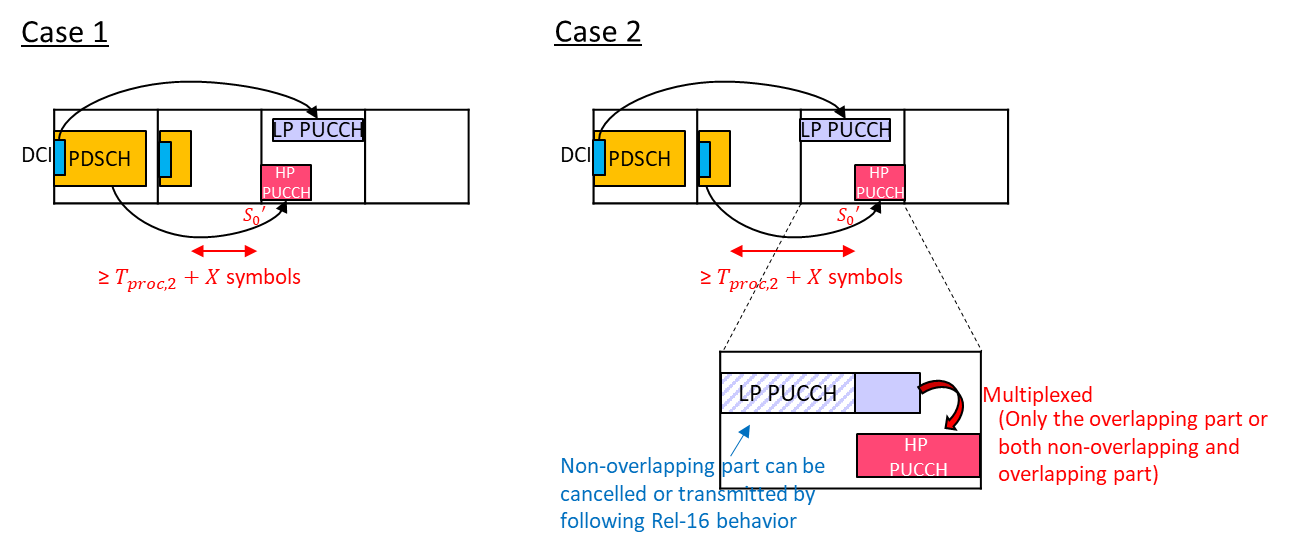 Case 1
LP PUCCH
DCI
PDSCH
HP
PUCCH
S₀′
≥ Tₚᵣₒ꜀,₂ + X symbols
Case 2
LP PUCCH
DCI
PDSCH
HP
PUCCH
S₀′
≥ Tₚᵣₒ꜀,₂ + X symbols
LP PUCCH
Multiplexed
(Only the overlapping part or
both non-overlapping and
overlapping part)
HP
PUCCH
Non-overlapping part can be
cancelled or transmitted by
following Rel-16 behavior